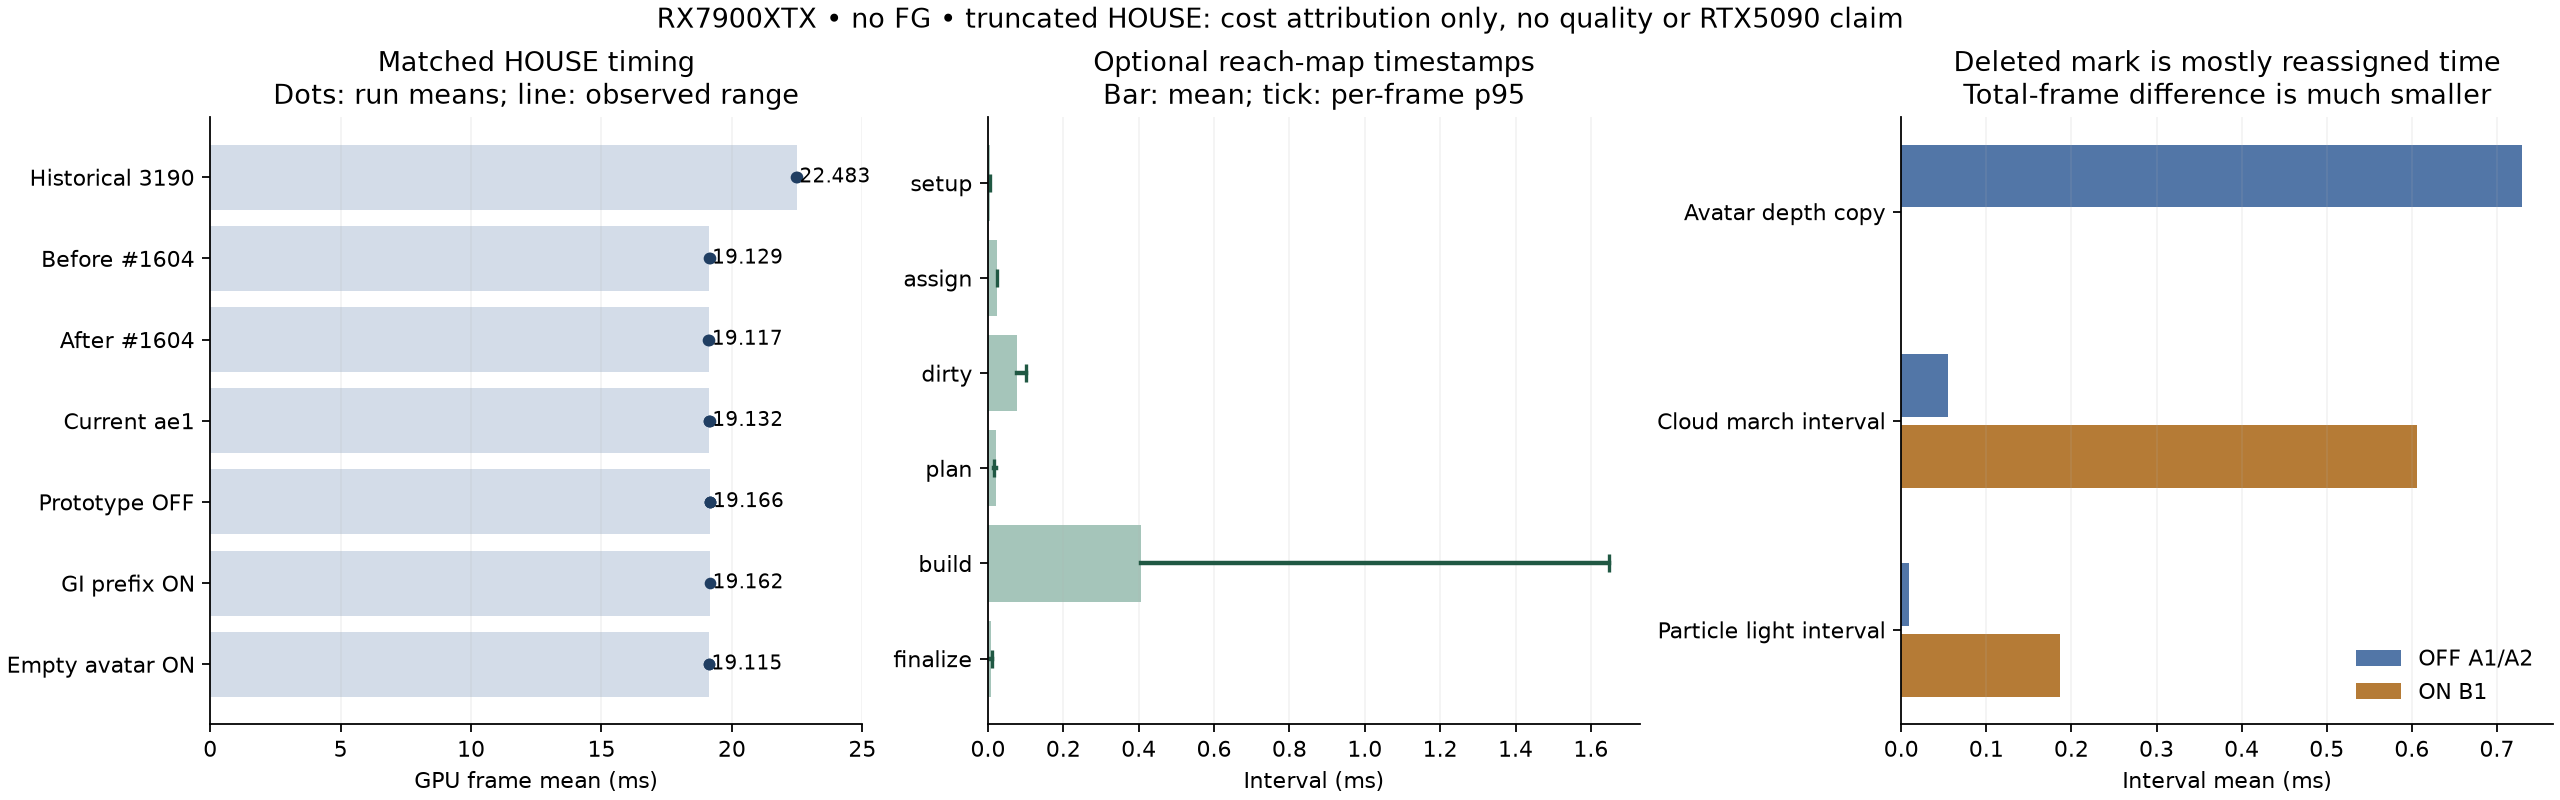 RX7900XTX • no FG • truncated HOUSE: cost attribution only, no quality or RTX5090 claim
Matched HOUSE timing
Dots: run means; line: observed range
Historical 3190
22.483
Before #1604
19.129
After #1604
19.117
Current ae1
19.132
Prototype OFF
19.166
GI prefix ON
19.162
Empty avatar ON
19.115
0 5 10 15 20 25
GPU frame mean (ms)
Optional reach-map timestamps
Bar: mean; tick: per-frame p95
setup
assign
dirty
plan
build
finalize
0.0 0.2 0.4 0.6 0.8 1.0 1.2 1.4 1.6
Interval (ms)
Deleted mark is mostly reassigned time
Total-frame difference is much smaller
Avatar depth copy
Cloud march interval
Particle light interval
OFF A1/A2
ON B1
0.0 0.1 0.2 0.3 0.4 0.5 0.6 0.7
Interval mean (ms)